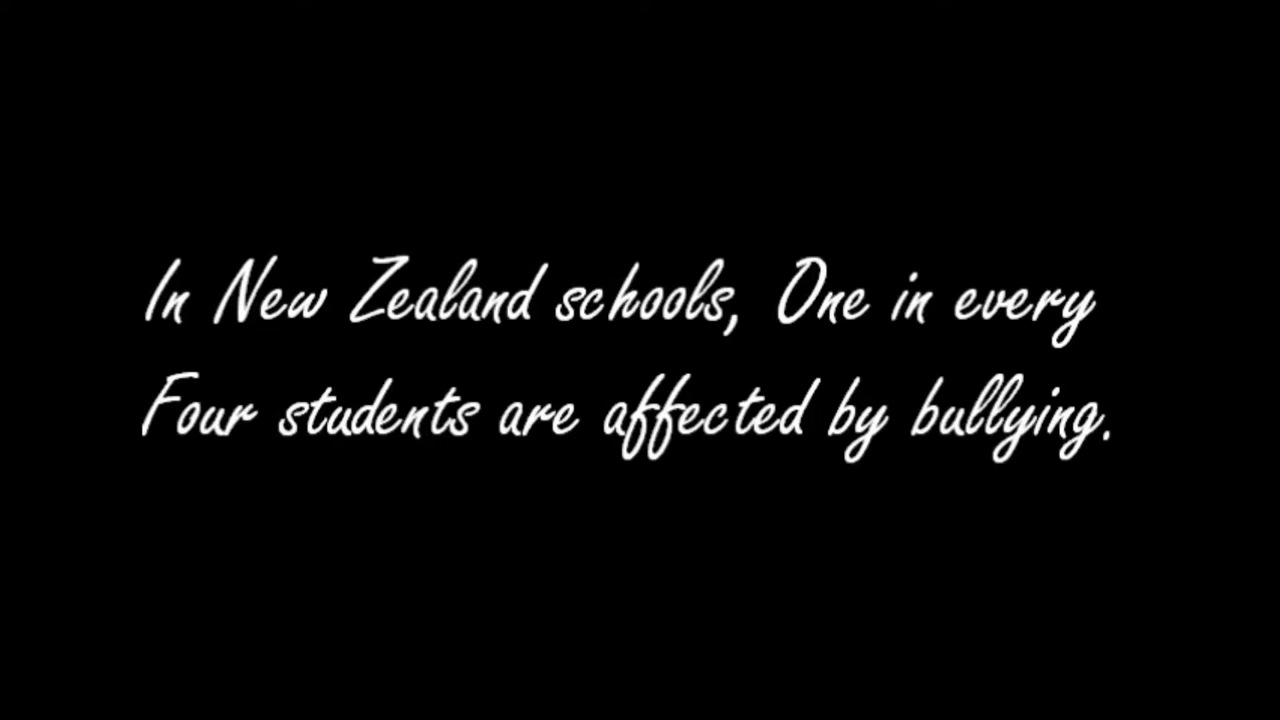 In New Zealand schools, One in every
Four students are affected by bullying.